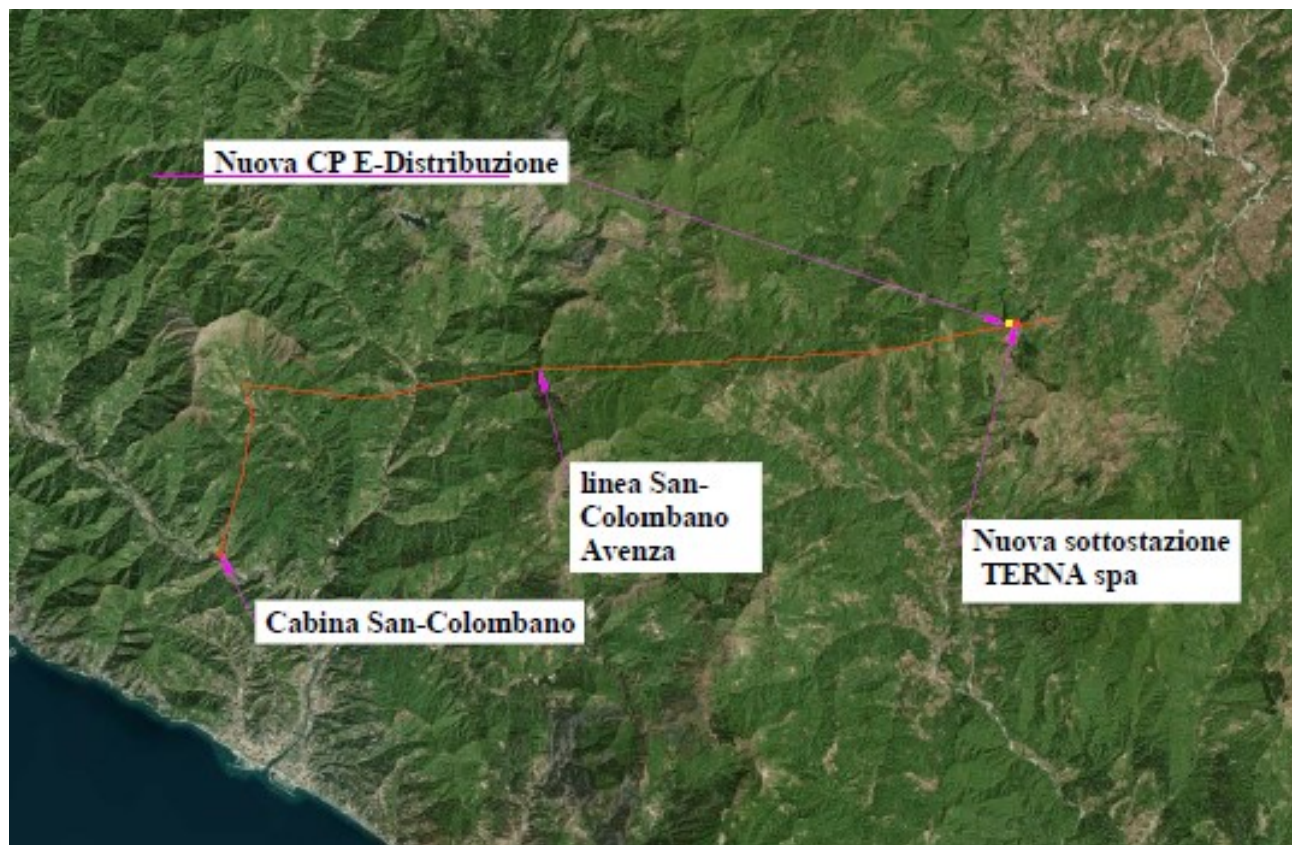 Nuova CP E-Distribuzione
linea San-
Colombano
Avenza
Nuova sottostazione
TERNA spa
Cabina San-Colombano